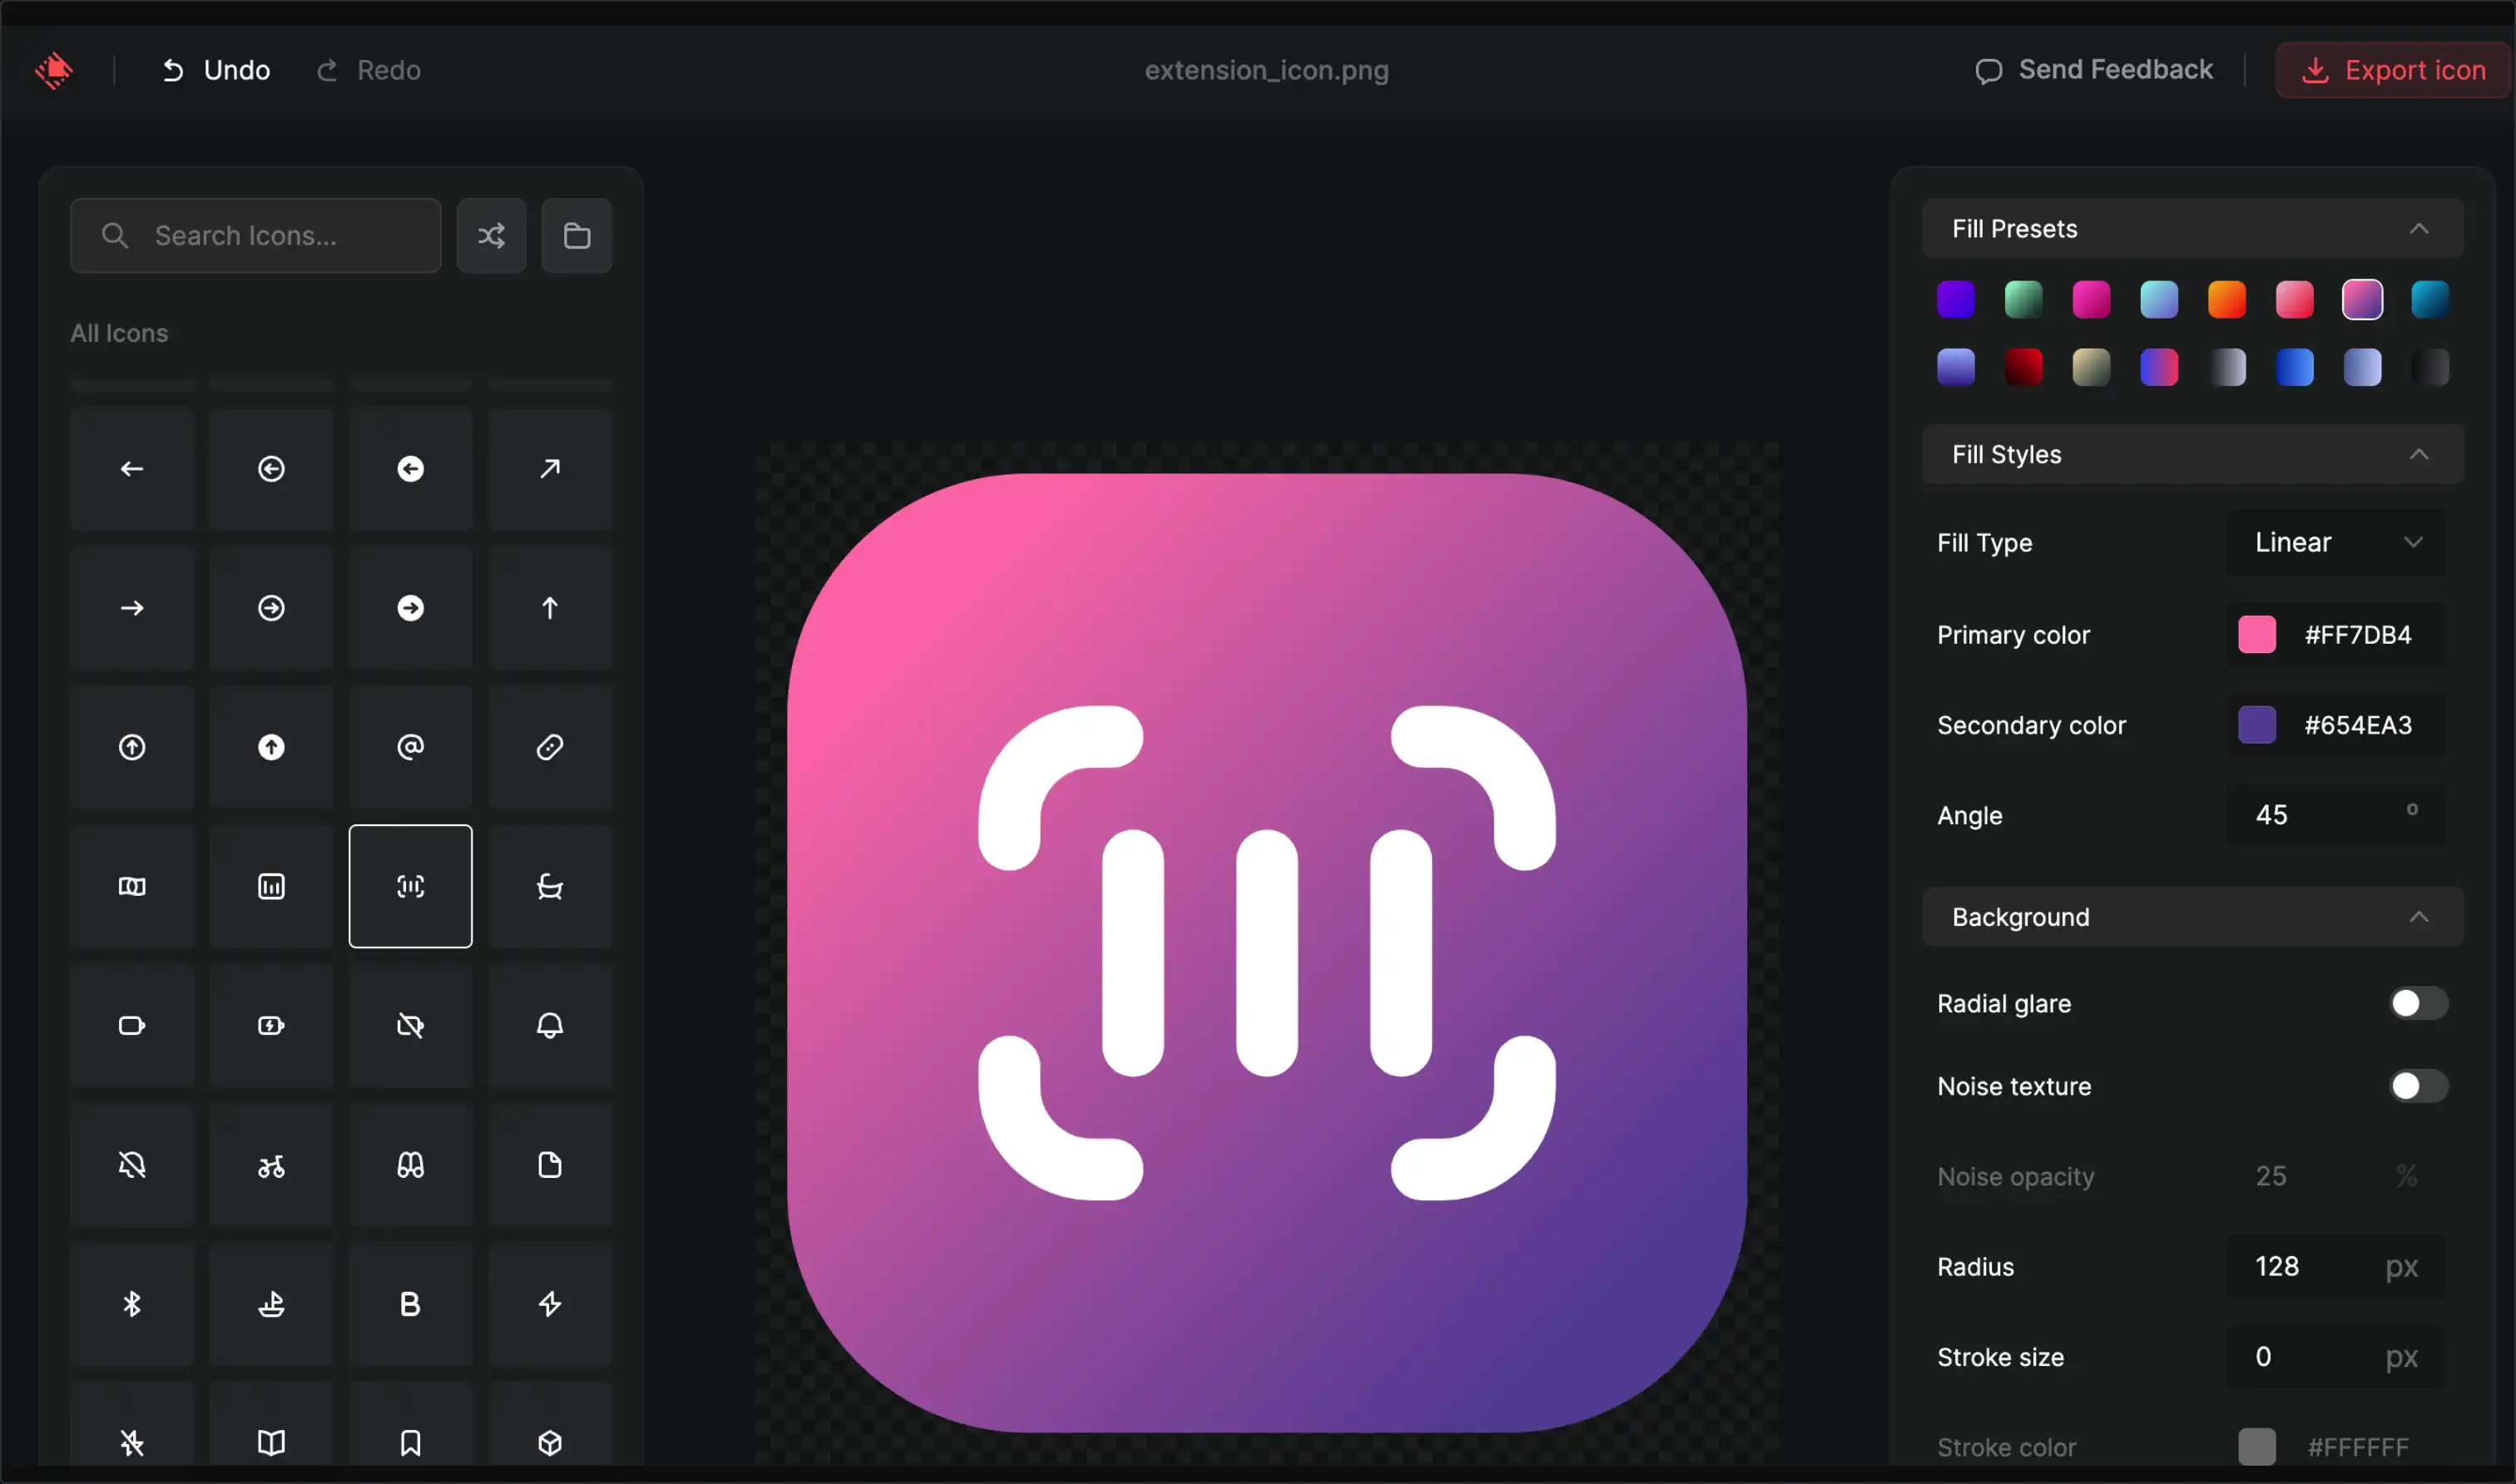 Undo
Redo
extension_icon.png
Send Feedback
Export icon
Search Icons...
All Icons
Fill Presets
Fill Styles
Fill Type
Linear
Primary color
#FF7DB4
Secondary color
#654EA3
Angle
45
°
Background
Radial glare
Noise texture
Noise opacity
25
%
Radius
128
px
Stroke size
0
px
Stroke color
#FFFFFF